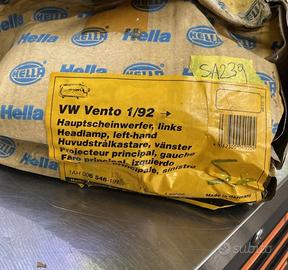 Hella
HELLA
Hella
HELLA
HELLA
SA239
VW Vento 1/92 →
Hauptscheinwerfer, links
Headlamp, left-hand
Huvudstrålkastare, vänster
Projecteur principal, gauche
Faro principal, izquierdo
sinistro
Made in Germany
subito